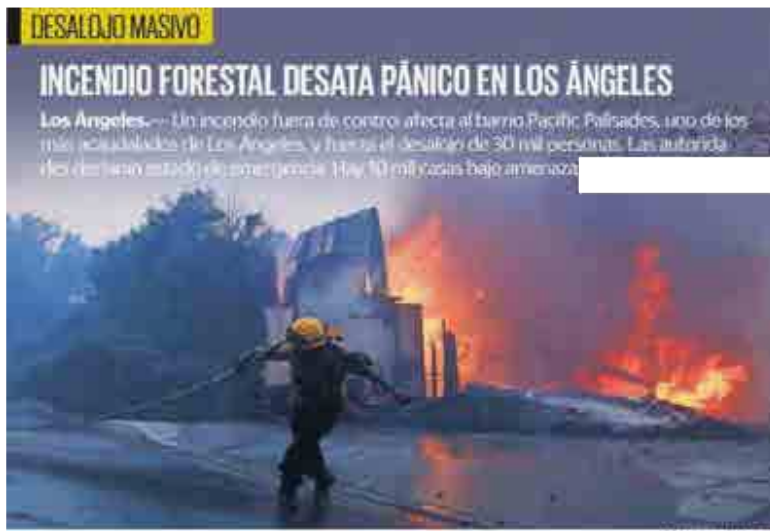 DESALOJO MASIVO
INCENDIO FORESTAL DESATA PÁNICO EN LOS ÁNGELES
Los Ángeles.— Un incendio fuera de control afecta al barrio Pacific Palisades, uno de los
más acaudalados de Los Ángeles, y fuerza el desalojo de 30 mil personas. Las autorida
des declaran estado de emergencia. Hay 10 mil casas bajo amenaza.